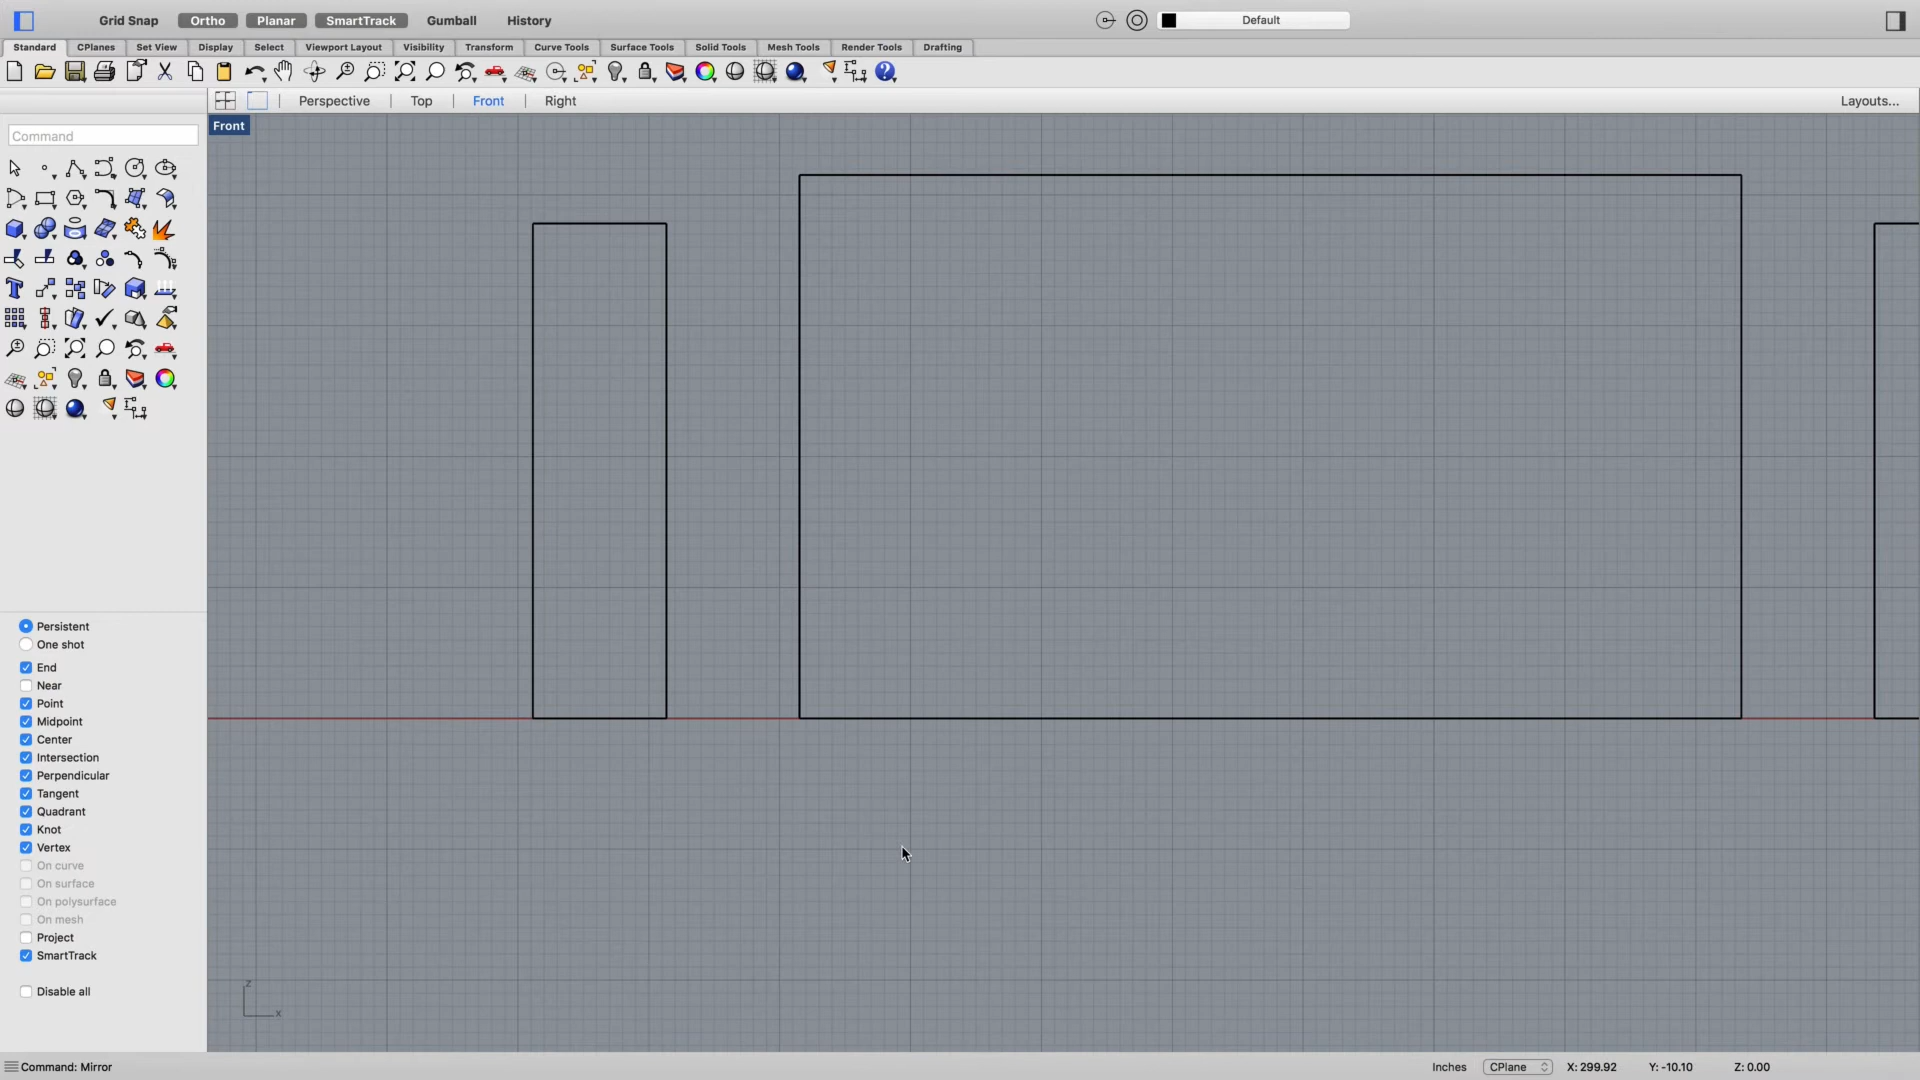 Grid Snap Ortho Planar SmartTrack Gumball History Default
Standard CPlanes Set View Display Select Viewport Layout Visibility Transform Curve Tools Surface Tools Solid Tools Mesh Tools Render Tools Drafting
Perspective Top Front Right Layouts...
Front
Command
Persistent
One shot
End
Near
Point
Midpoint
Center
Intersection
Perpendicular
Tangent
Quadrant
Knot
Vertex
On curve
On surface
On polysurface
On mesh
Project
SmartTrack
Disable all
z
x
Command: Mirror Inches CPlane X: 299.92 Y: -10.10 Z: 0.00